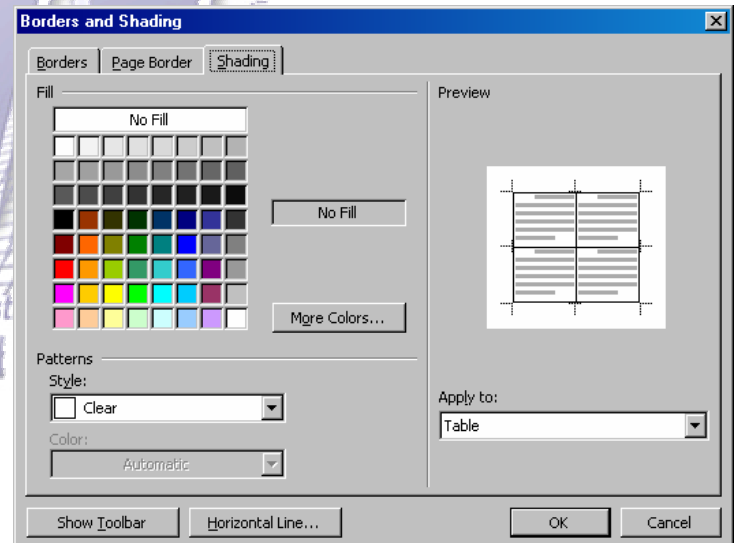 Borders and Shading
Borders Page Border Shading
Fill
No Fill
No Fill
More Colors...
Patterns
Style:
Clear
Color:
Automatic
Preview
Apply to:
Table
Show Toolbar Horizontal Line... OK Cancel